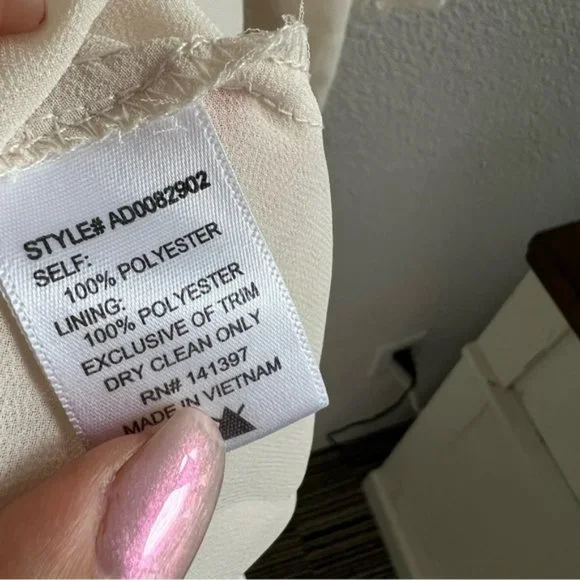 STYLE# AD0082902
SELF:
100% POLYESTER
LINING:
100% POLYESTER
EXCLUSIVE OF TRIM
DRY CLEAN ONLY
RN# 141397
MADE IN VIETNAM